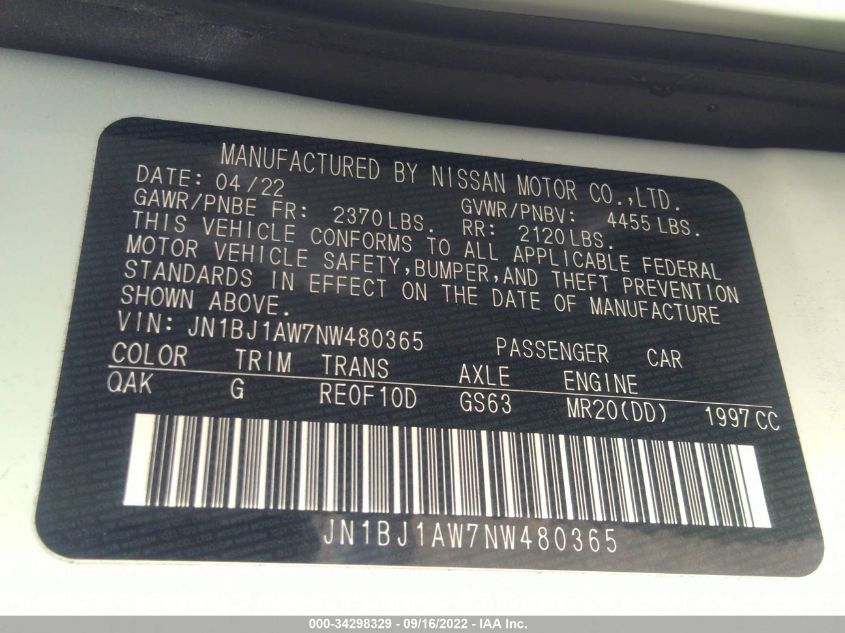 MANUFACTURED BY NISSAN MOTOR CO.,LTD.
DATE: 04/22
GAWR/PNBE FR: 2370LBS. GVWR/PNBV: 4455LBS.
RR: 2120LBS.
THIS VEHICLE CONFORMS TO ALL APPLICABLE FEDERAL
MOTOR VEHICLE SAFETY,BUMPER,AND THEFT PREVENTION
STANDARDS IN EFFECT ON THE DATE OF MANUFACTURE
SHOWN ABOVE.
VIN: JN1BJ1AW7NW480365 PASSENGER CAR
COLOR TRIM TRANS AXLE ENGINE
QAK G RE0F10D GS63 MR20(DD) 1997CC
JN1BJ1AW7NW480365
000-34298329 - 09/16/2022 - IAA Inc.